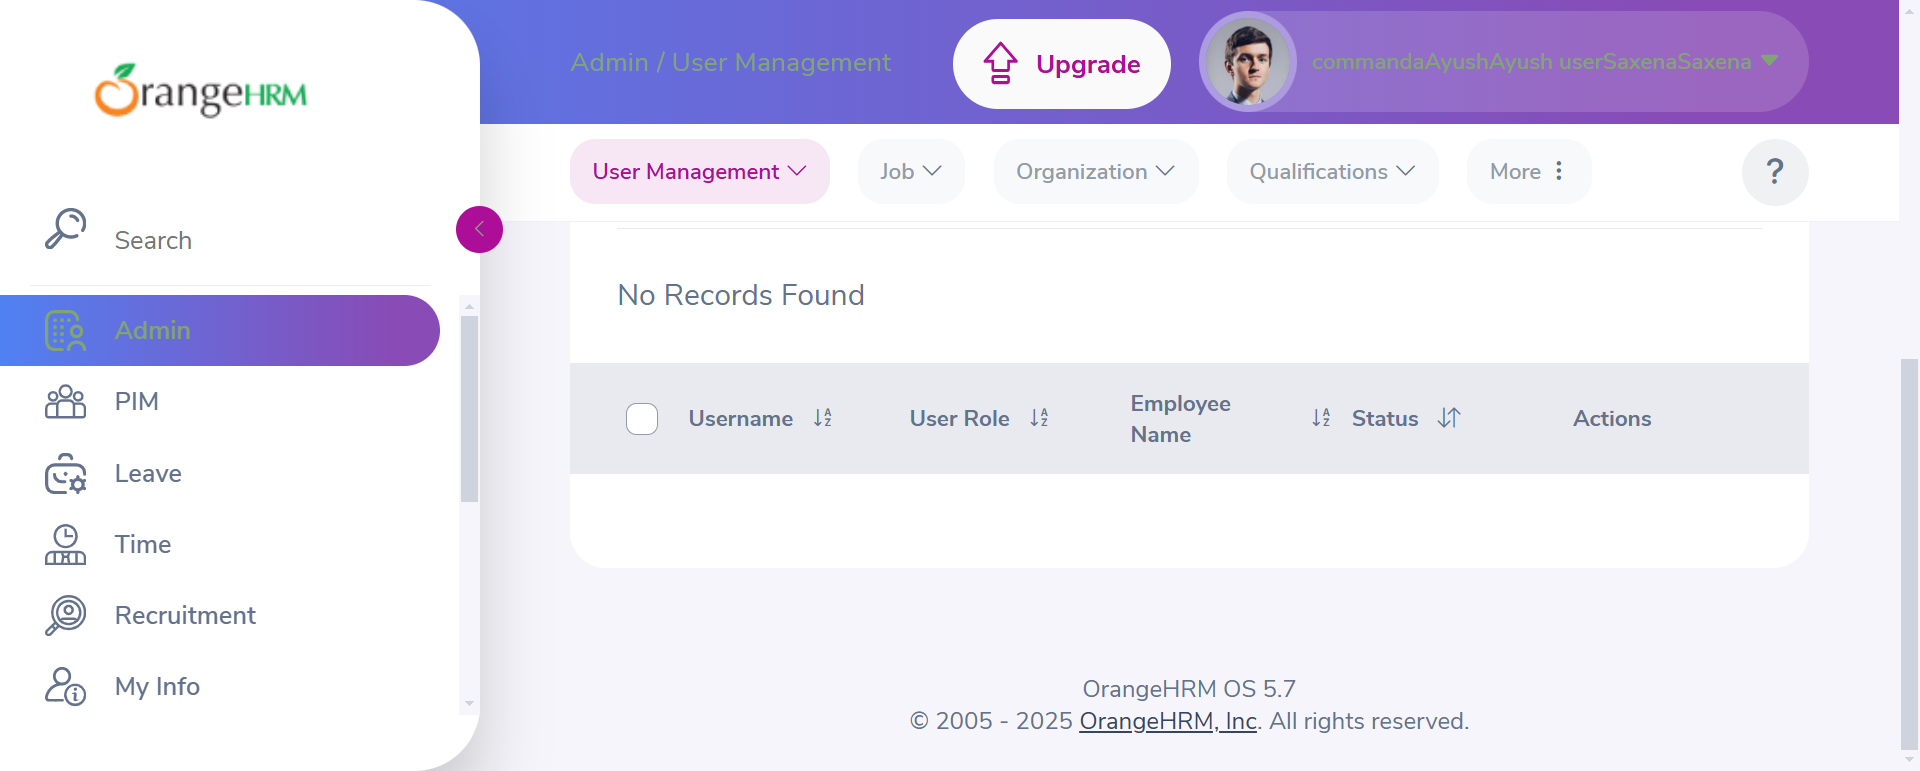 OrangeHRM
Admin / User Management
Upgrade
commandaAyushAyush userSaxenaSaxena
User Management
Job
Organization
Qualifications
More
?
Search
Admin
PIM
Leave
Time
Recruitment
My Info
No Records Found
Username
User Role
Employee Name
Status
Actions
OrangeHRM OS 5.7
© 2005 - 2025 OrangeHRM, Inc. All rights reserved.